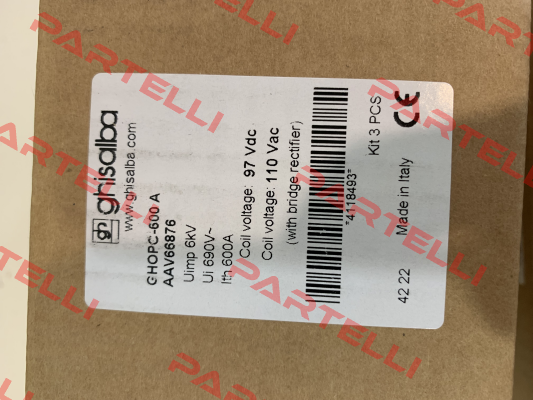 ghisalba
www.ghisalba.com
GHOPC-600 A
AAV66876
Uimp 6kV
Ui 690V~
Ith 600A
Coil voltage: 97 Vdc
Coil voltage: 110 Vac
(with bridge rectifier)
*4118493*
Kit 3 PCS
42 22 Made in Italy CE
PARTELLI
PARTELLI
PARTELLI
PARTELLI
PARTELLI
PARTELLI